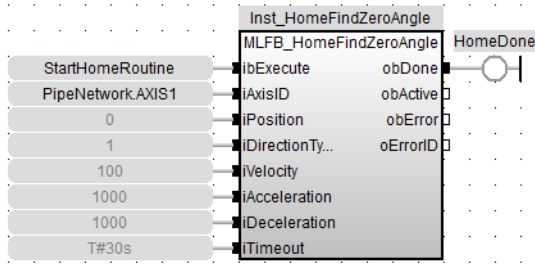 Inst_HomeFindZeroAngle
MLFB_HomeFindZeroAngle HomeDone
StartHomeRoutine ibExecute obDone
PipeNetwork.AXIS1 iAxisID obActive
0 iPosition obError
1 iDirectionTy... oErrorID
100 iVelocity
1000 iAcceleration
1000 iDeceleration
T#30s iTimeout